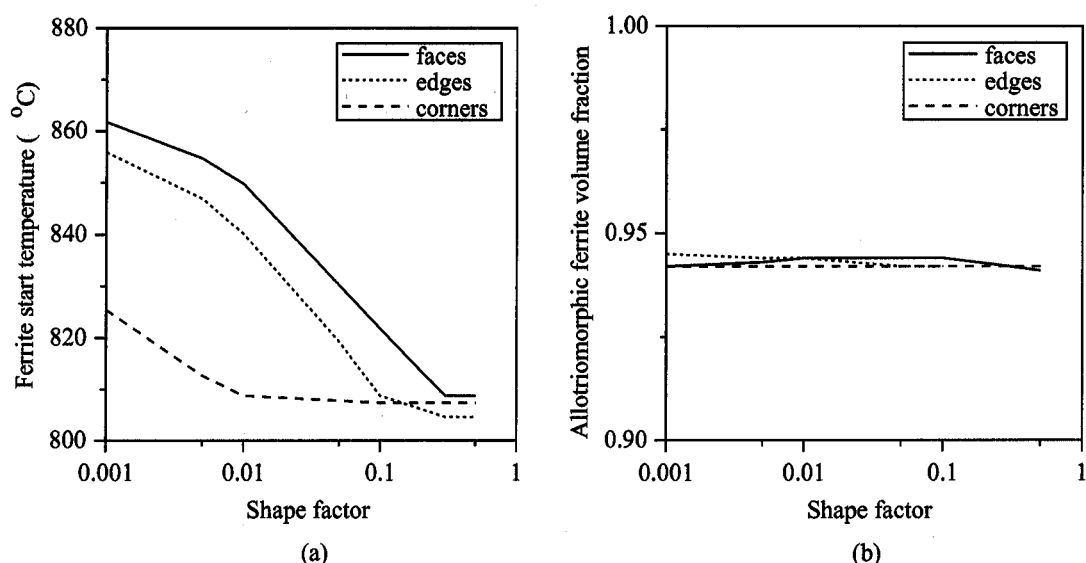 880
860
840
820
800
Ferrite start temperature ( °C)
faces
edges
corners
0.001
0.01
0.1
1
Shape factor
(a)
1.00
0.95
0.90
Allotriomorphic ferrite volume fraction
faces
edges
corners
0.001
0.01
0.1
1
Shape factor
(b)